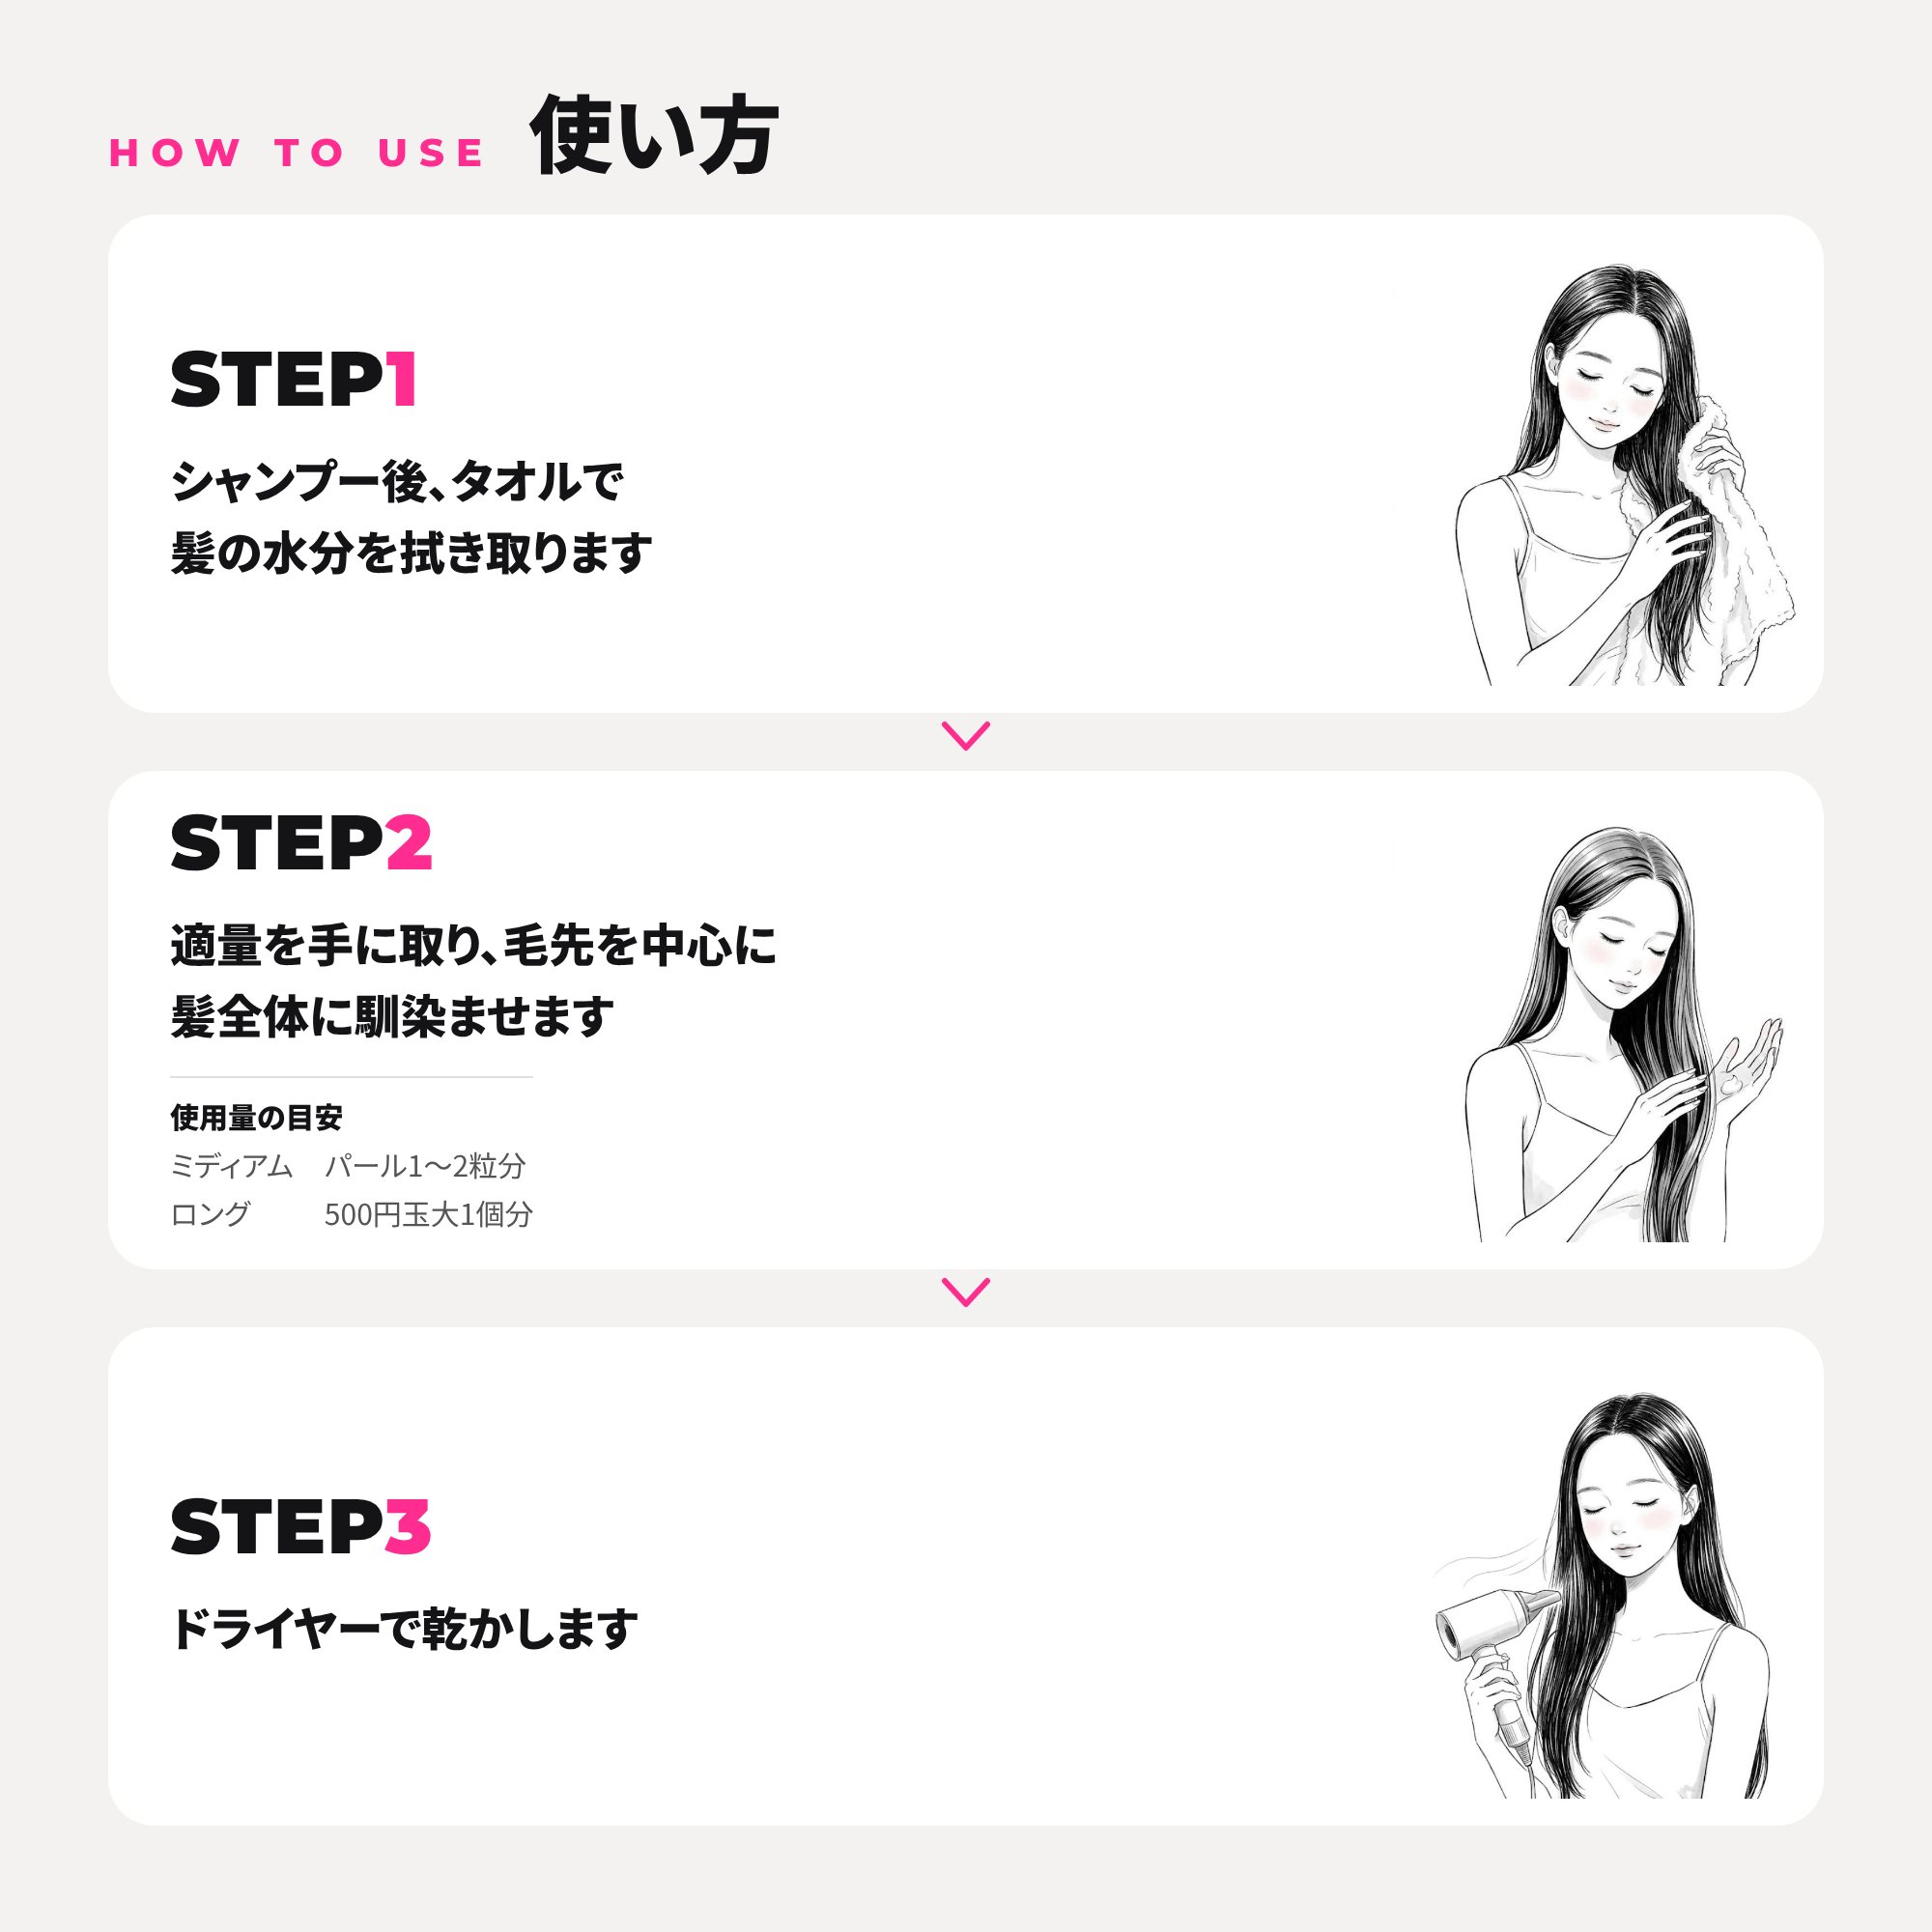 HOW TO USE 使い方
STEP1
シャンプー後、タオルで
髪の水分を拭き取ります
STEP2
適量を手に取り、毛先を中心に
髪全体に馴染ませます
使用量の目安
ミディアム パール1〜2粒分
ロング 500円玉大1個分
STEP3
ドライヤーで乾かします